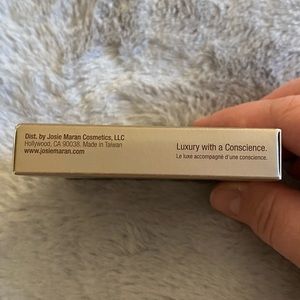 Dist. by Josie Maran Cosmetics, LLC
Hollywood, CA 90038. Made in Taiwan
www.josiemaran.com
Luxury with a Conscience.
Le luxe accompagné d'une conscience.